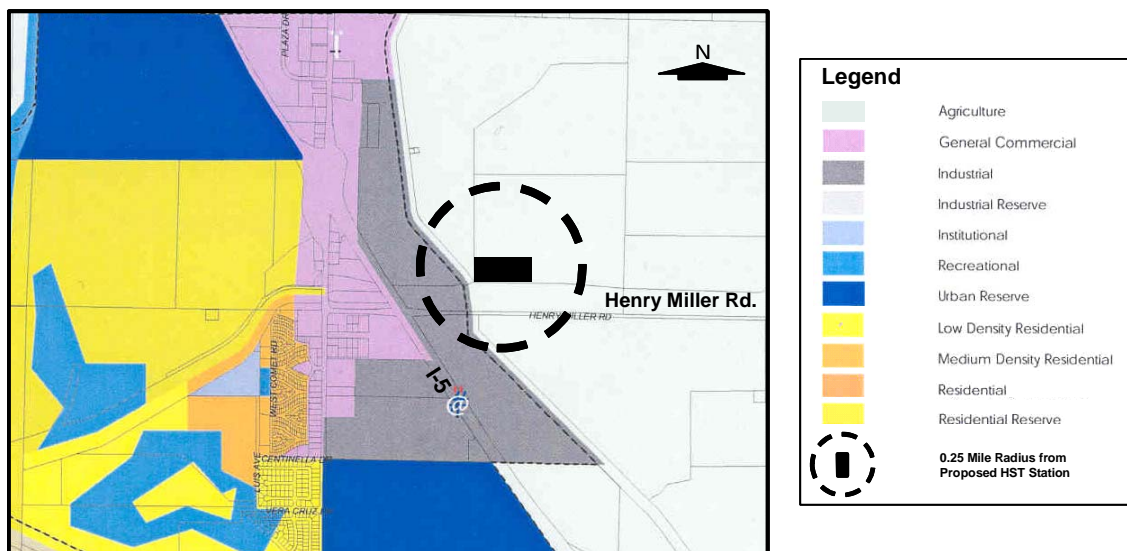 PLAZA DR
N
Henry Miller Rd.
HENRY MILLER RD
WEST COMET RD
I-5
@
LUIS AVE
CENTINELLA DR
VERA CRUZ
Legend
Agriculture
General Commercial
Industrial
Industrial Reserve
Institutional
Recreational
Urban Reserve
Low Density Residential
Medium Density Residential
Residential
Residential Reserve
0.25 Mile Radius from
Proposed HST Station